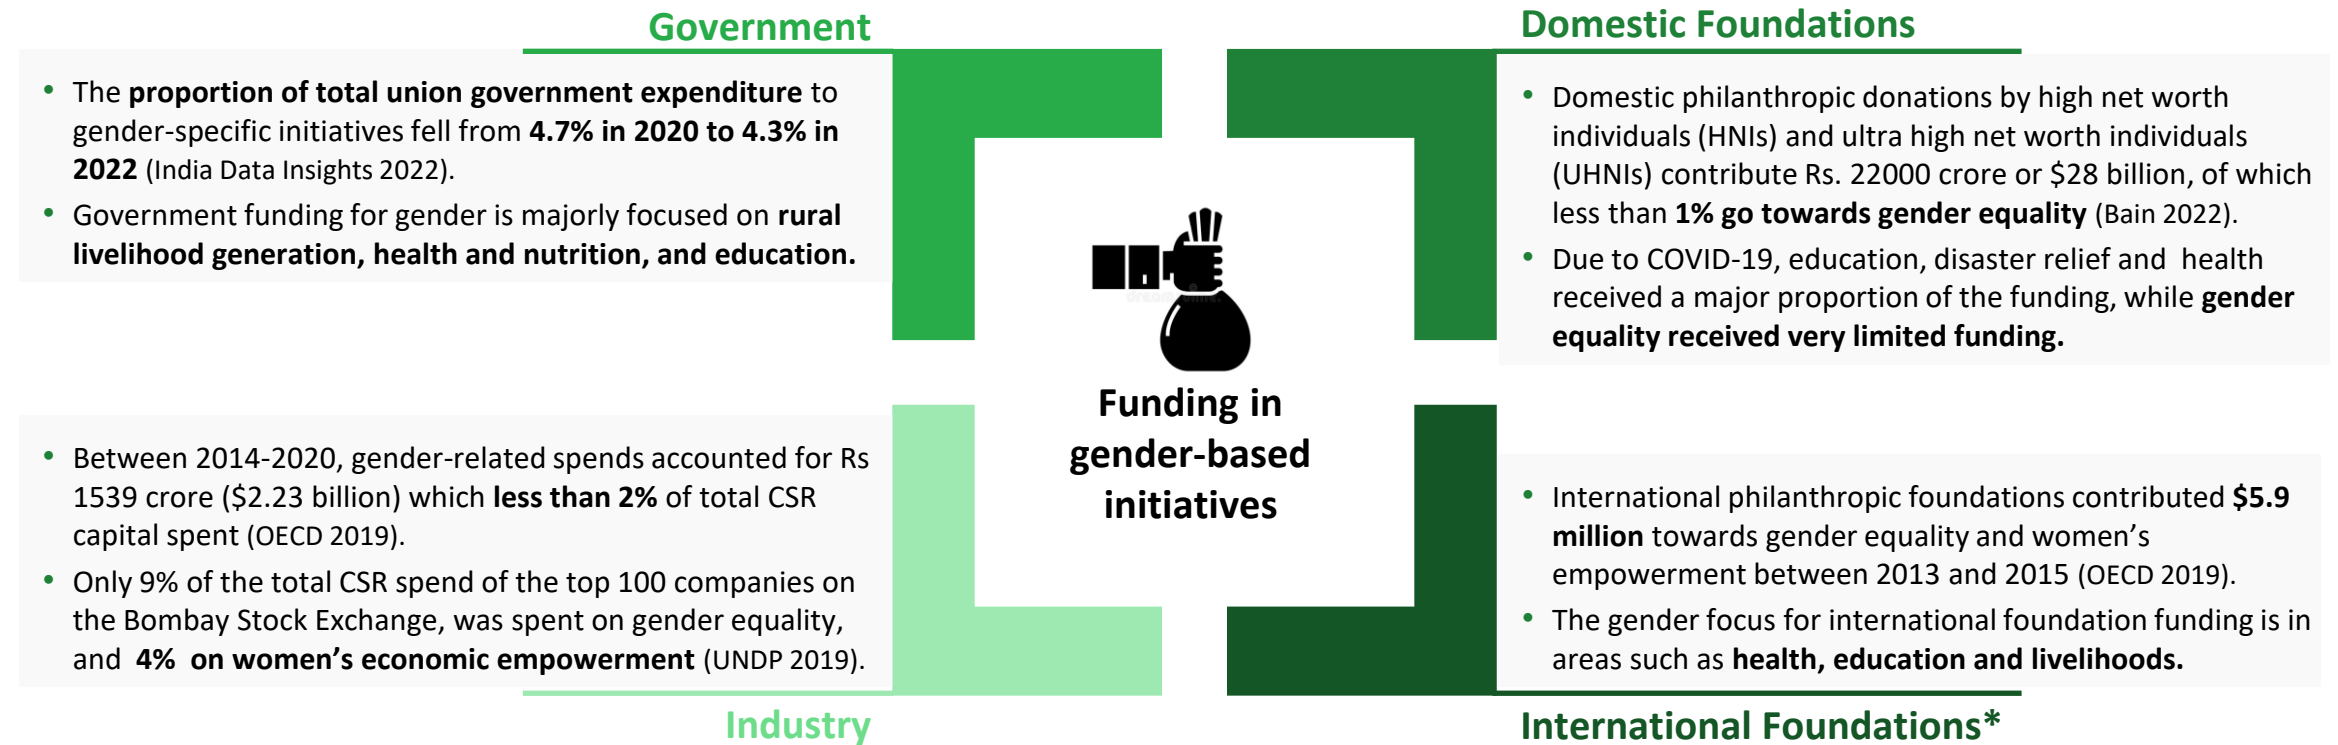 Government
• The proportion of total union government expenditure to
gender-specific initiatives fell from 4.7% in 2020 to 4.3% in
2022 (India Data Insights 2022).
• Government funding for gender is majorly focused on rural
livelihood generation, health and nutrition, and education.
Domestic Foundations
• Domestic philanthropic donations by high net worth
individuals (HNIs) and ultra high net worth individuals
(UHNIs) contribute Rs. 22000 crore or $28 billion, of which
less than 1% go towards gender equality (Bain 2022).
• Due to COVID-19, education, disaster relief and health
received a major proportion of the funding, while gender
equality received very limited funding.
Funding in
gender-based
initiatives
• Between 2014-2020, gender-related spends accounted for Rs
1539 crore ($2.23 billion) which less than 2% of total CSR
capital spent (OECD 2019).
• Only 9% of the total CSR spend of the top 100 companies on
the Bombay Stock Exchange, was spent on gender equality,
and 4% on women’s economic empowerment (UNDP 2019).
Industry
• International philanthropic foundations contributed $5.9
million towards gender equality and women’s
empowerment between 2013 and 2015 (OECD 2019).
• The gender focus for international foundation funding is in
areas such as health, education and livelihoods.
International Foundations*